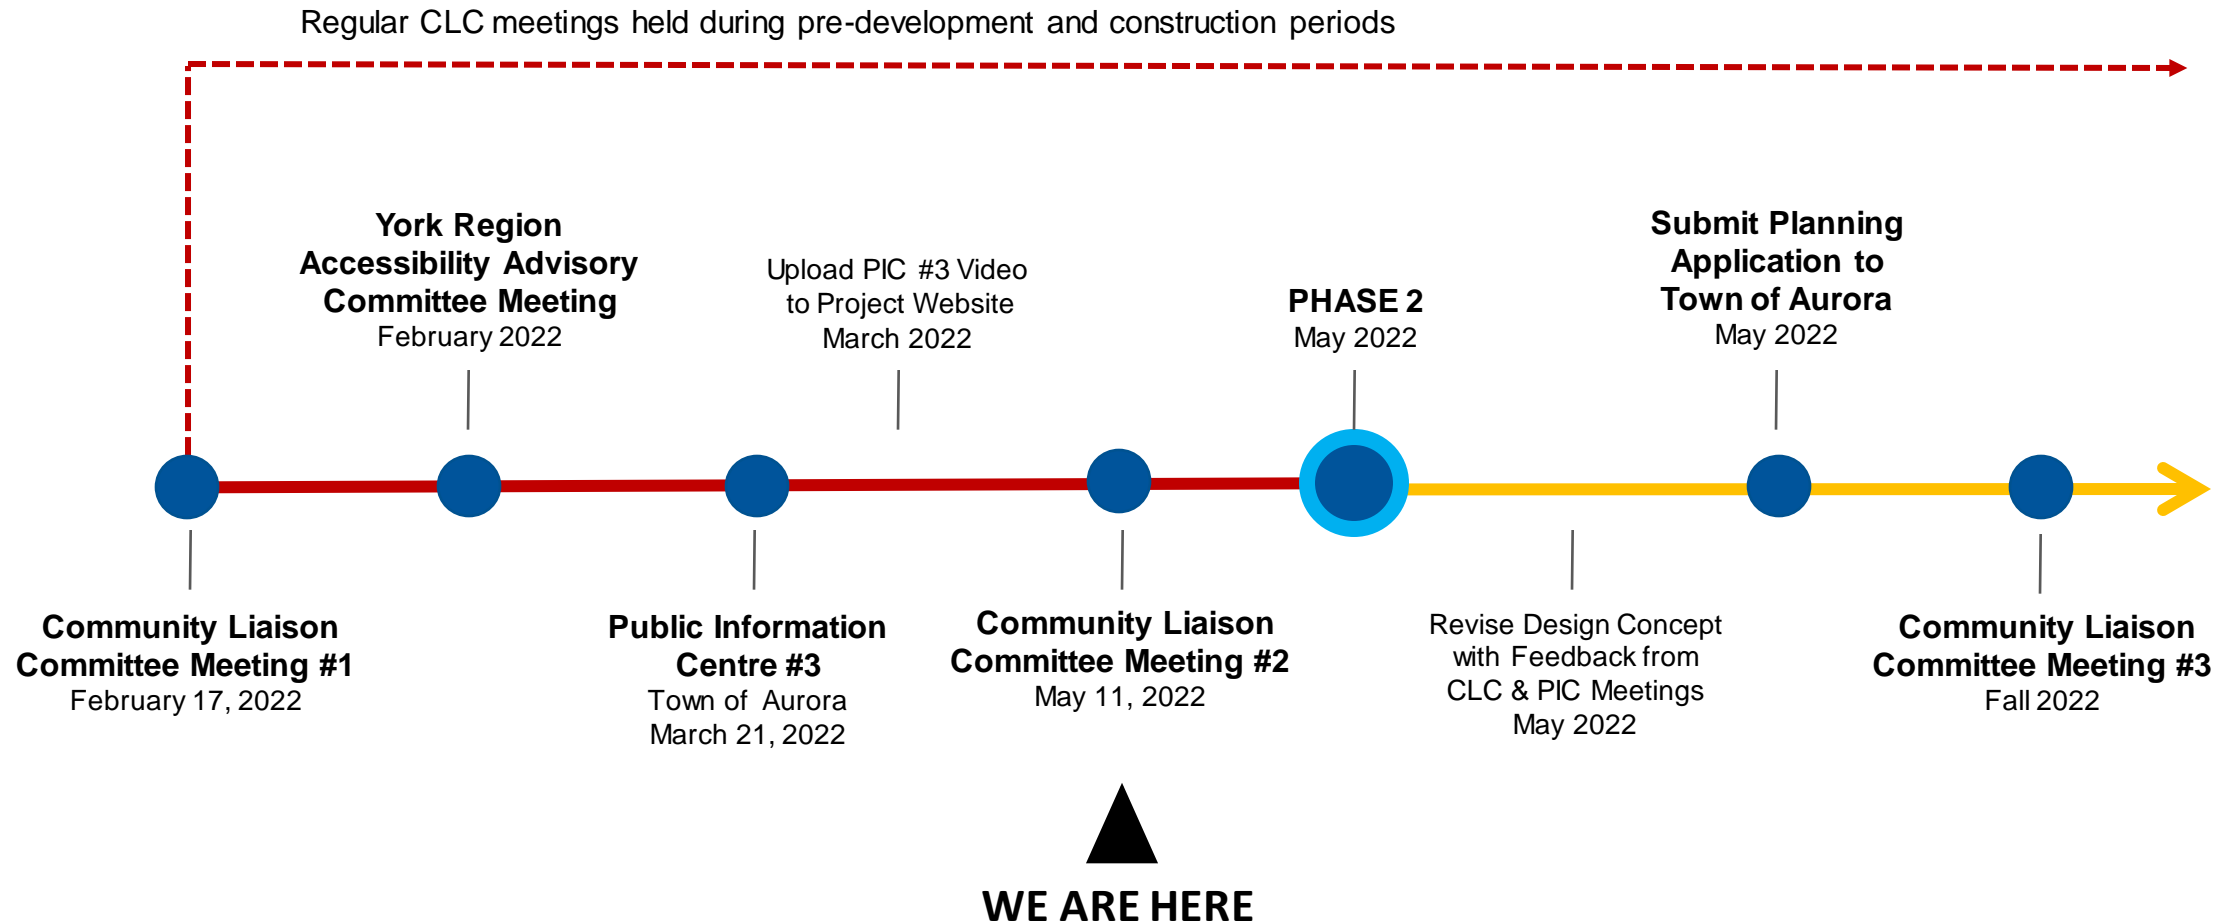 Regular CLC meetings held during pre-development and construction periods
York Region
Accessibility Advisory
Committee Meeting
February 2022
Upload PIC #3 Video
to Project Website
March 2022
PHASE 2
May 2022
Submit Planning
Application to
Town of Aurora
May 2022
Community Liaison
Committee Meeting #1
February 17, 2022
Public Information
Centre #3
Town of Aurora
March 21, 2022
Community Liaison
Committee Meeting #2
May 11, 2022
Revise Design Concept
with Feedback from
CLC & PIC Meetings
May 2022
Community Liaison
Committee Meeting #3
Fall 2022
WE ARE HERE